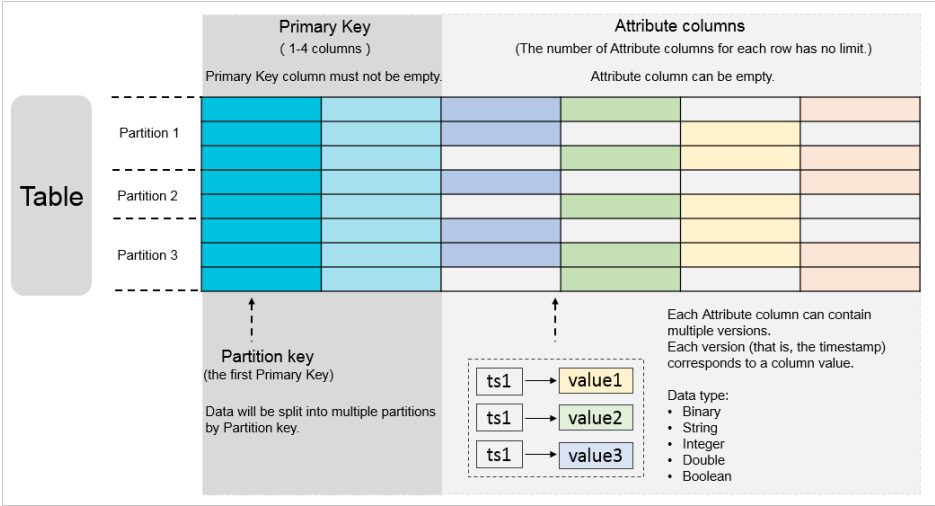 Primary Key
( 1-4 columns )
Primary Key column must not be empty.
Attribute columns
(The number of Attribute columns for each row has no limit.)
Attribute column can be empty.
Table
Partition 1
Partition 2
Partition 3
Partition key
(the first Primary Key)
Data will be split into multiple partitions
by Partition key.
ts1
value1
ts1
value2
ts1
value3
Each Attribute column can contain
multiple versions.
Each version (that is, the timestamp)
corresponds to a column value.
Data type:
• Binary
• String
• Integer
• Double
• Boolean